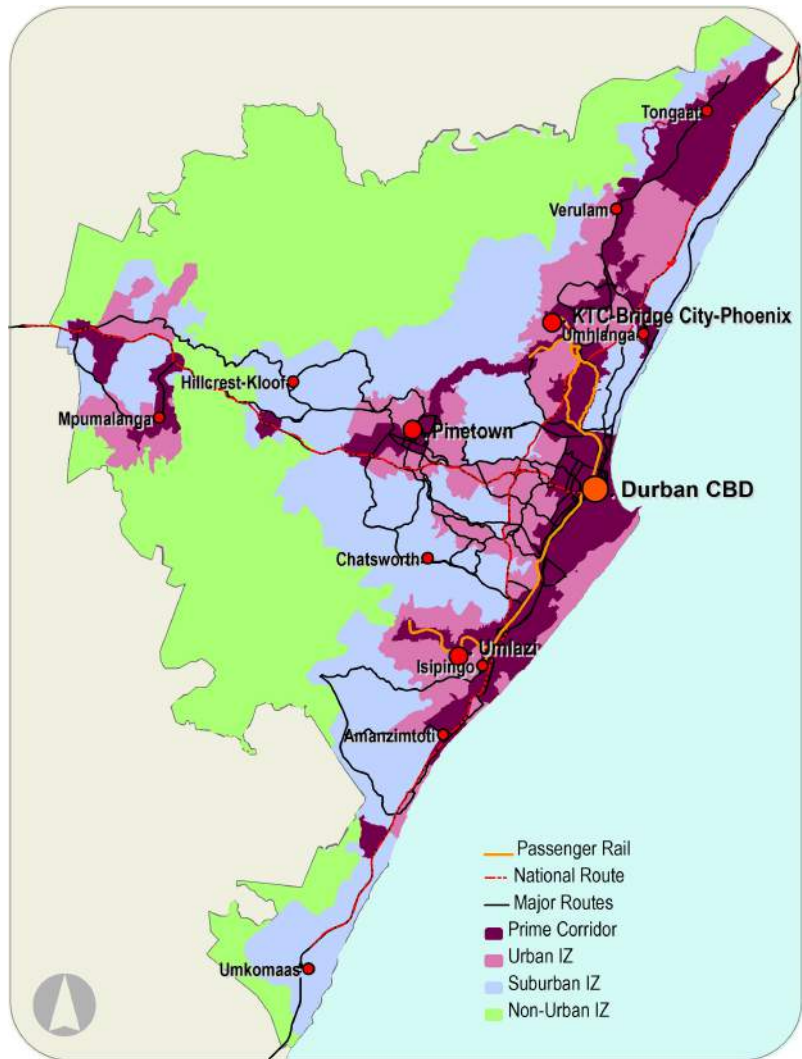 Tongaat
Verulam
KTC-Bridge City-Phoenix
Umhlanga
Hillcrest-Kloof
Mpumalanga
Pinetown
Durban CBD
Chatsworth
Umlazi
Isipingo
Amanzimtoti
Passenger Rail
National Route
Major Routes
Prime Corridor
Urban IZ
Suburban IZ
Non-Urban IZ
Umkomaas